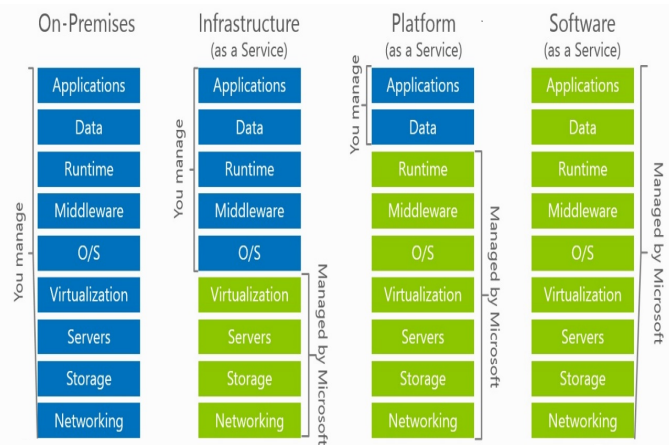 On-Premises
You manage
Applications
Data
Runtime
Middleware
O/S
Virtualization
Servers
Storage
Networking
Infrastructure
(as a Service)
You manage
Applications
Data
Runtime
Middleware
O/S
Virtualization
Servers
Storage
Networking
Managed by Microsoft
Platform
(as a Service)
You manage
Applications
Data
Runtime
Middleware
O/S
Virtualization
Servers
Storage
Networking
Managed by Microsoft
Software
(as a Service)
Applications
Data
Runtime
Middleware
O/S
Virtualization
Servers
Storage
Networking
Managed by Microsoft